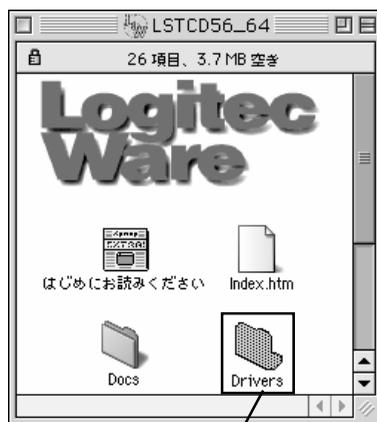 LSTCD56_64
26 項目、3.7 MB 空き
Logitec
Ware
はじめにお読みください
Index.htm
Docs
Drivers